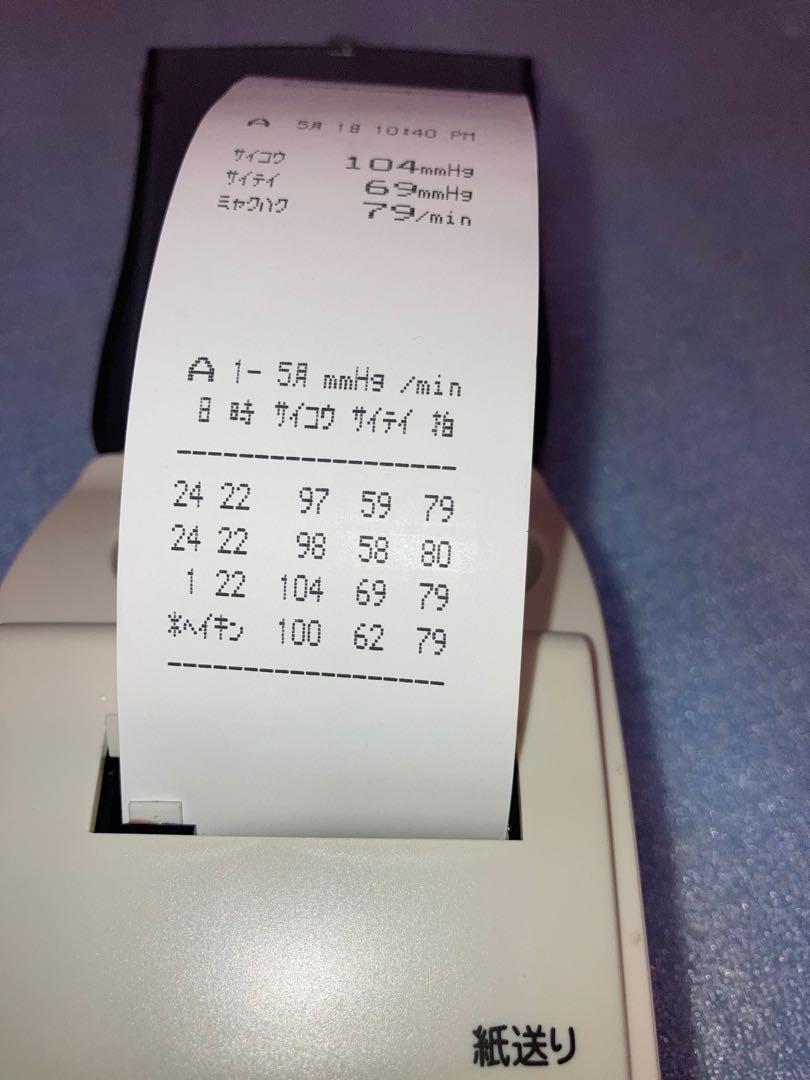 A 5月 1日 10:40 PM
サイコウ 104mmHg
サイテイ 69mmHg
ミャクハク 79/min
A 1- 5月 mmHg /min
日 時 サイコウ サイテイ 拍
------------------
24 22 97 59 79
24 22 98 58 80
1 22 104 69 79
*ヘイキン 100 62 79
------------------
紙送り